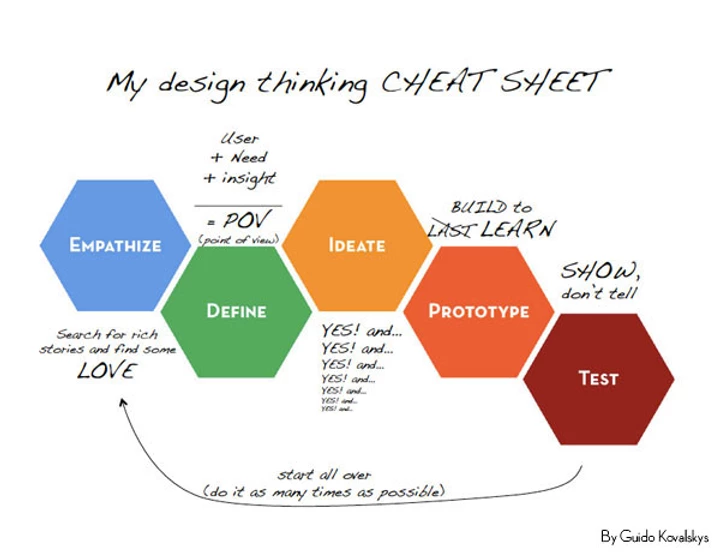 My design thinking CHEAT SHEET
User
+ Need
+ insight
= POV
(point of view)
EMPATHIZE
Search for rich
stories and find some
LOVE
DEFINE
IDEATE
YES! and...
YES! and...
YES! and...
YES! and...
YES! and...
YES! and...
YES! and...
BUILD to
LAST LEARN
PROTOTYPE
SHOW,
don't tell
TEST
start all over
(do it as many times as possible)
By Guido Kovalskys